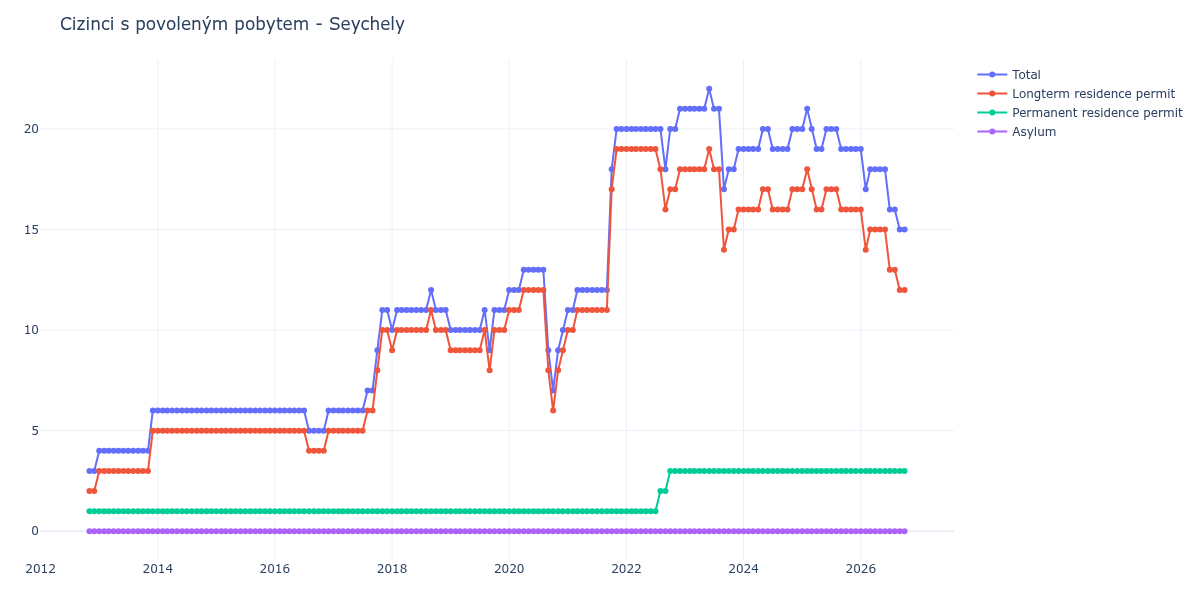 Cizinci s povoleným pobytem - Seychely
Total
Longterm residence permit
Permanent residence permit
Asylum
20
15
10
5
0
2012
2014
2016
2018
2020
2022
2024
2026